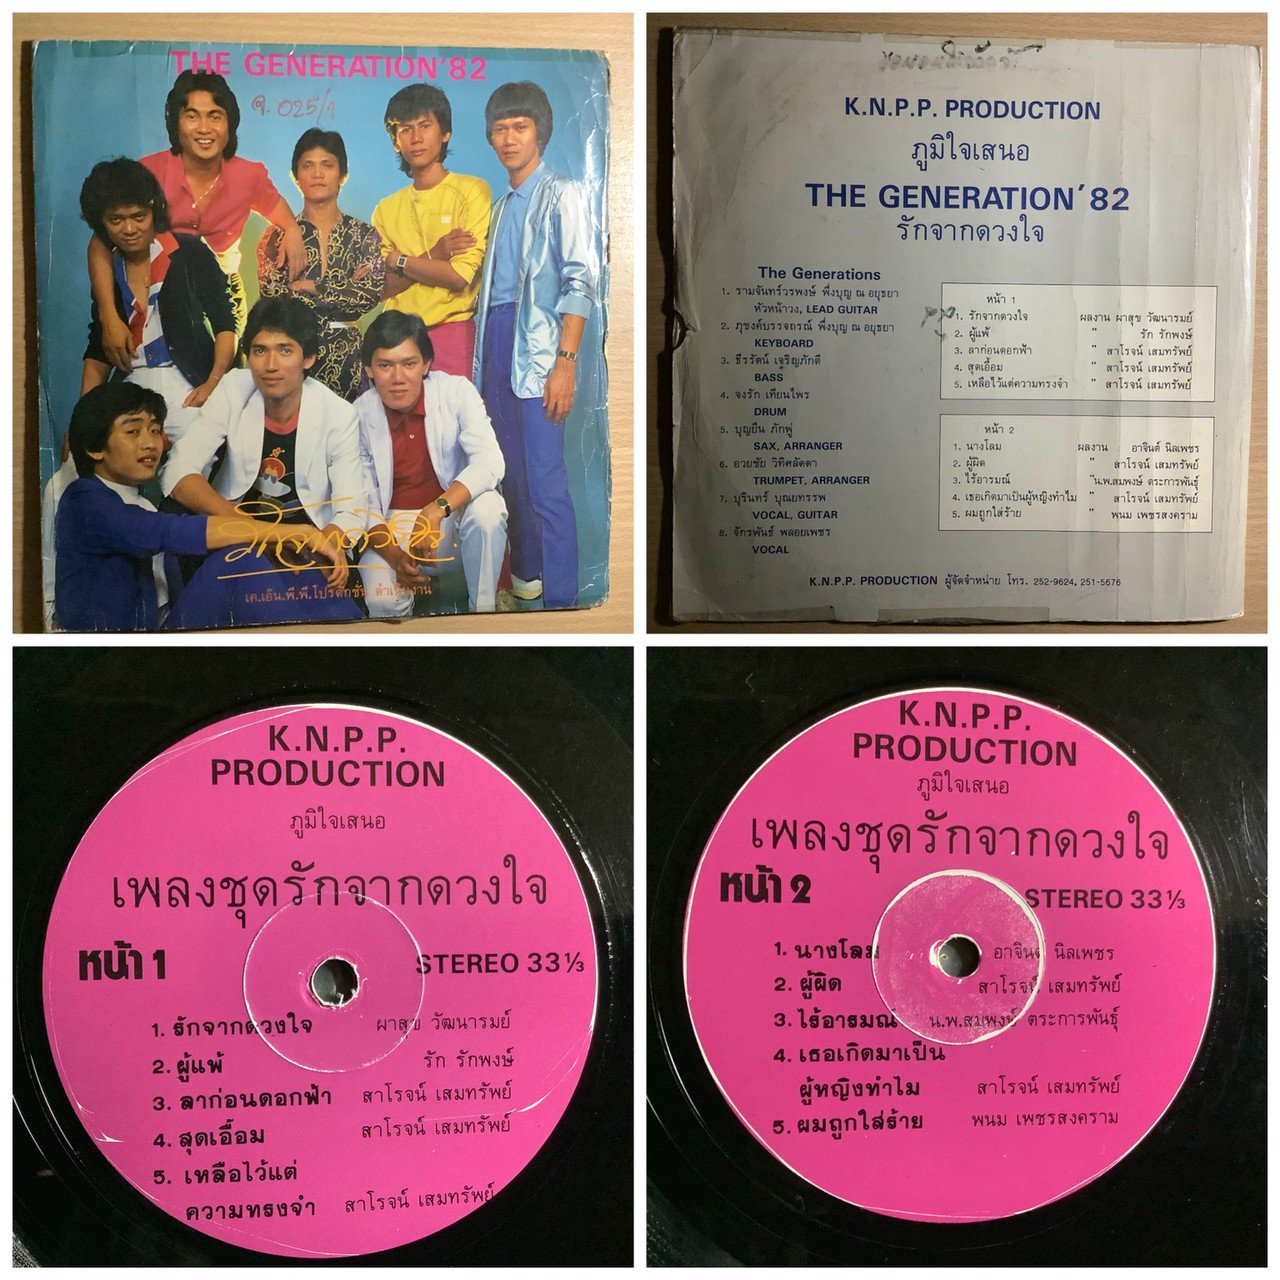 THE GENERATION'82
จ. 025/1
รักจากดวงใจ
เค.เอ็น.พี.พี.โปรดักชั่น ดำเนินงาน
K.N.P.P. PRODUCTION
ภูมิใจเสนอ
THE GENERATION'82
รักจากดวงใจ
The Generations
1. รามจันทร์วรพงษ์ พึ่งบุญ ณ อยุธยา
หัวหน้าวง, LEAD GUITAR
2. ภุชงค์บรรจถรณ์ พึ่งบุญ ณ อยุธยา
KEYBOARD
3. ธีรรัตน์ เจริญภักดี
BASS
4. จงรัก เทียนไพร
DRUM
5. บุญยืน ภักพู่
SAX, ARRANGER
6. อวยชัย วิทิศลัดดา
TRUMPET, ARRANGER
7. บุรินทร์ บุณยทรรพ
VOCAL, GUITAR
8. จักรพันธ์ พลอยเพชร
VOCAL
หน้า 1
1. รักจากดวงใจ ผลงาน ผาสุข วัฒนารมย์
2. ผู้แพ้ " รัก รักพงษ์
3. ลาก่อนดอกฟ้า " สาโรจน์ เสมทรัพย์
4. สุดเอื้อม " สาโรจน์ เสมทรัพย์
5. เหลือไว้แต่ความทรงจำ " สาโรจน์ เสมทรัพย์
หน้า 2
1. นางโลม ผลงาน อาจินต์ นิลเพชร
2. ผู้ผิด " สาโรจน์ เสมทรัพย์
3. ไร้อารมณ์ "น.พ.สมพงษ์ ตระการพันธุ์
4. เธอเกิดมาเป็นผู้หญิงทำไม " สาโรจน์ เสมทรัพย์
5. ผมถูกใส่ร้าย " พนม เพชรสงคราม
K.N.P.P. PRODUCTION ผู้จัดจำหน่าย โทร. 252-9624, 251-5676
K.N.P.P.
PRODUCTION
ภูมิใจเสนอ
เพลงชุดรักจากดวงใจ
หน้า 1 STEREO 33⅓
1. รักจากดวงใจ ผาสุข วัฒนารมย์
2. ผู้แพ้ รัก รักพงษ์
3. ลาก่อนดอกฟ้า สาโรจน์ เสมทรัพย์
4. สุดเอื้อม สาโรจน์ เสมทรัพย์
5. เหลือไว้แต่
ความทรงจำ สาโรจน์ เสมทรัพย์
K.N.P.P.
PRODUCTION
ภูมิใจเสนอ
เพลงชุดรักจากดวงใจ
หน้า 2 STEREO 33⅓
1. นางโลม อาจินต์ นิลเพชร
2. ผู้ผิด สาโรจน์ เสมทรัพย์
3. ไร้อารมณ์ น.พ.สมพงษ์ ตระการพันธุ์
4. เธอเกิดมาเป็น
ผู้หญิงทำไม สาโรจน์ เสมทรัพย์
5. ผมถูกใส่ร้าย พนม เพชรสงคราม